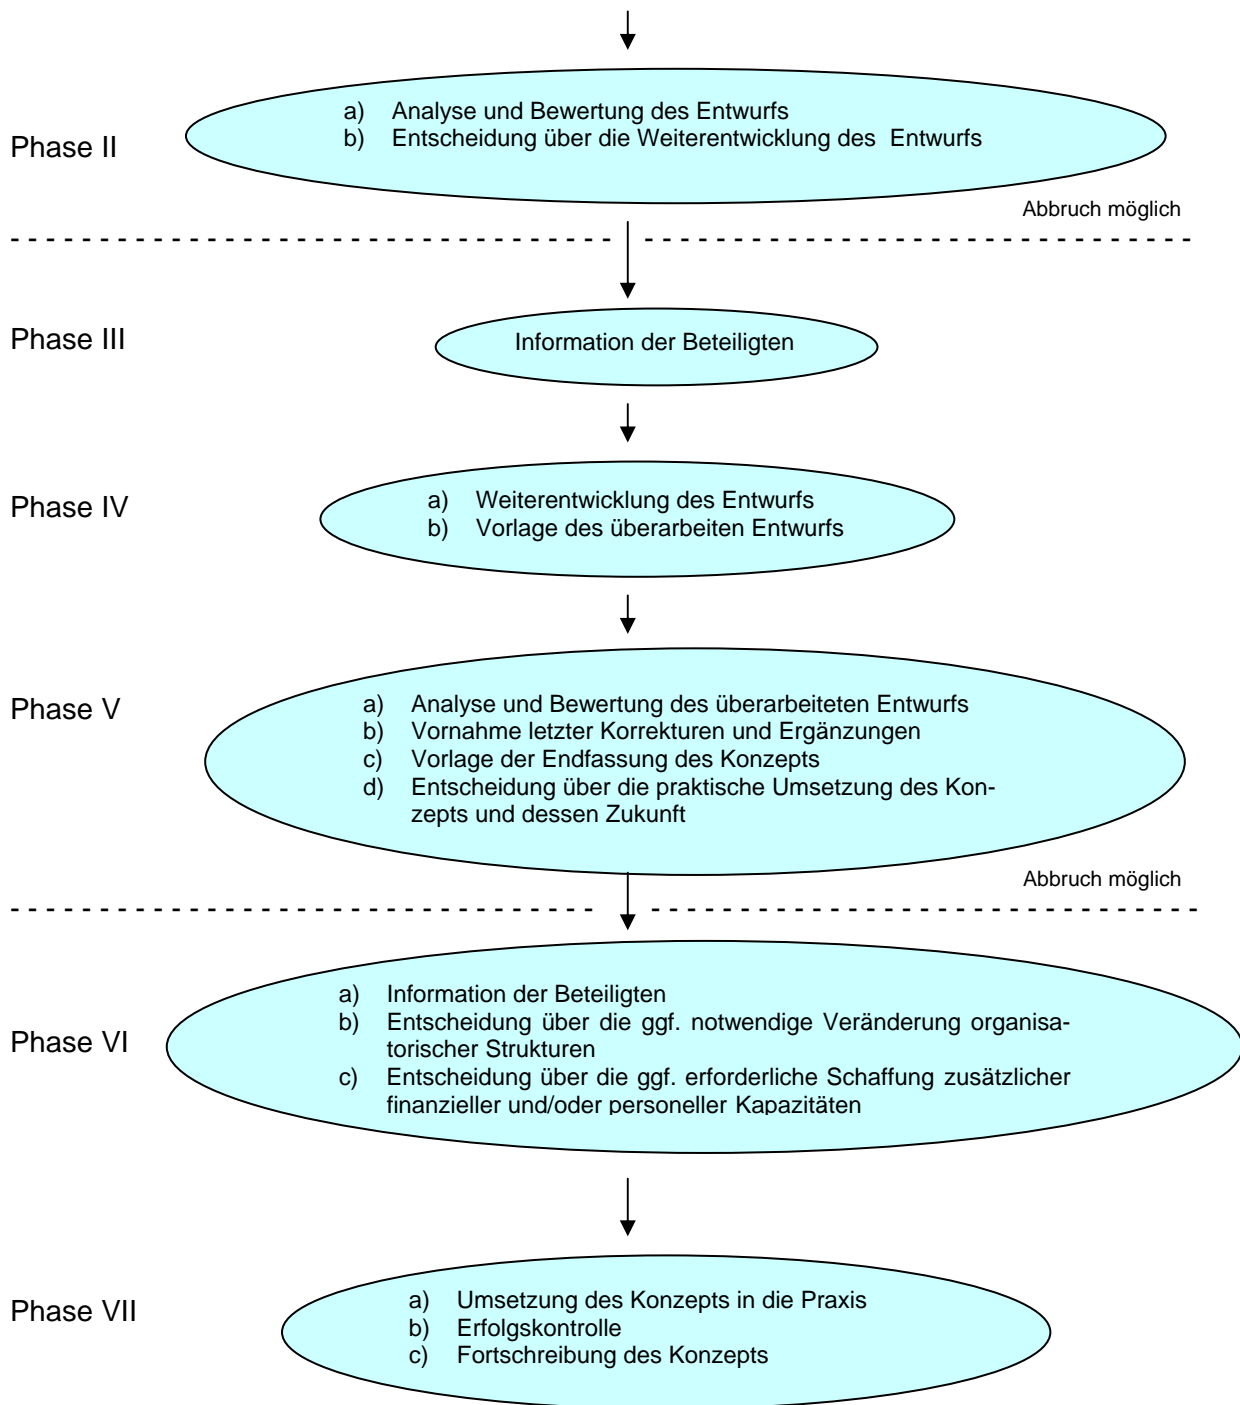 a) Analyse und Bewertung des Entwurfs
Phase II
b) Entscheidung über die Weiterentwicklung des Entwurfs
Abbruch möglich
Phase III
Information der Beteiligten
Phase IV
a) Weiterentwicklung des Entwurfs
b) Vorlage des überarbeiten Entwurfs
Phase V
a) Analyse und Bewertung des überarbeiteten Entwurfs
b) Vornahme letzter Korrekturen und Ergänzungen
c) Vorlage der Endfassung des Konzepts
d) Entscheidung über die praktische Umsetzung des Kon-
zepts und dessen Zukunft
Abbruch möglich
Phase VI
a) Information der Beteiligten
b) Entscheidung über die ggf. notwendige Veränderung organisa-
torischer Strukturen
c) Entscheidung über die ggf. erforderliche Schaffung zusätzlicher
finanzieller und/oder personeller Kapazitäten
Phase VII
a) Umsetzung des Konzepts in die Praxis
b) Erfolgskontrolle
c) Fortschreibung des Konzepts